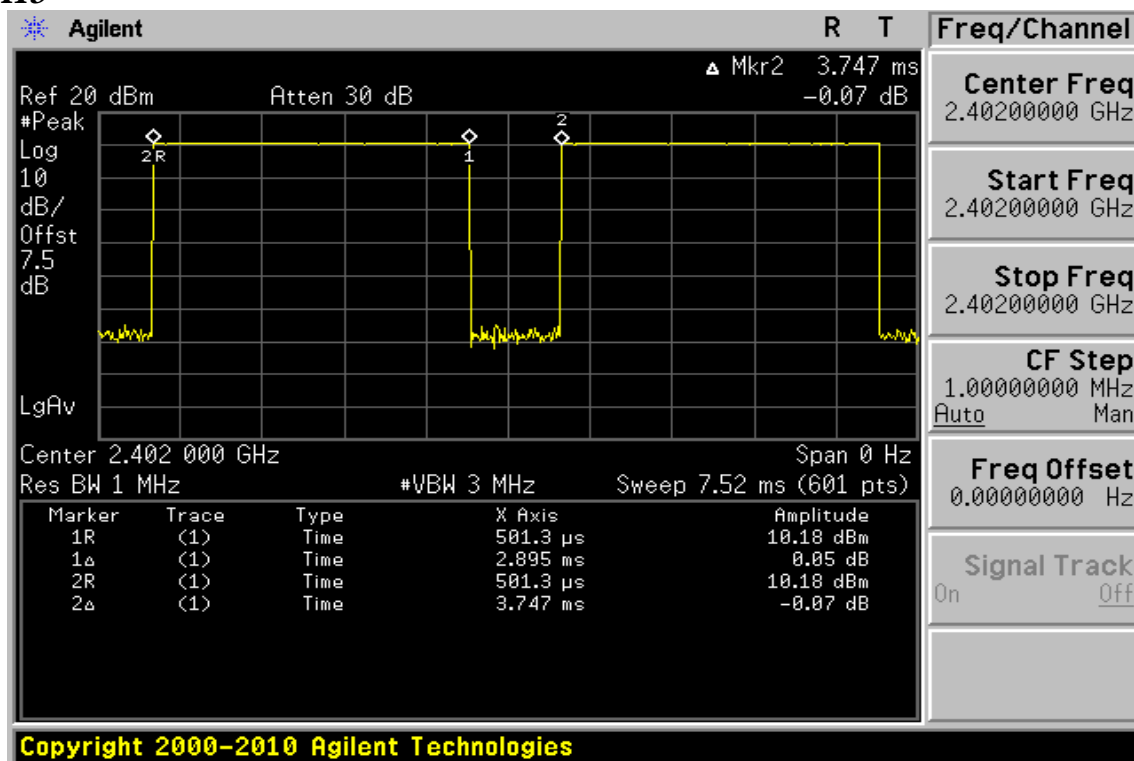 Agilent R T Freq/Channel
▵ Mkr2 3.747 ms
Ref 20 dBm Atten 30 dB −0.07 dB
#Peak
Log
10
dB/
Offst
7.5
dB
LgAv
2R
1
2
Center 2.402 000 GHz Span 0 Hz
Res BW 1 MHz #VBW 3 MHz Sweep 7.52 ms (601 pts)
Marker Trace Type X Axis Amplitude
1R (1) Time 501.3 µs 10.18 dBm
1▵ (1) Time 2.895 ms 0.05 dB
2R (1) Time 501.3 µs 10.18 dBm
2▵ (1) Time 3.747 ms −0.07 dB
Center Freq
2.40200000 GHz
Start Freq
2.40200000 GHz
Stop Freq
2.40200000 GHz
CF Step
1.00000000 MHz
Auto Man
Freq Offset
0.00000000 Hz
Signal Track
On Off
Copyright 2000–2010 Agilent Technologies